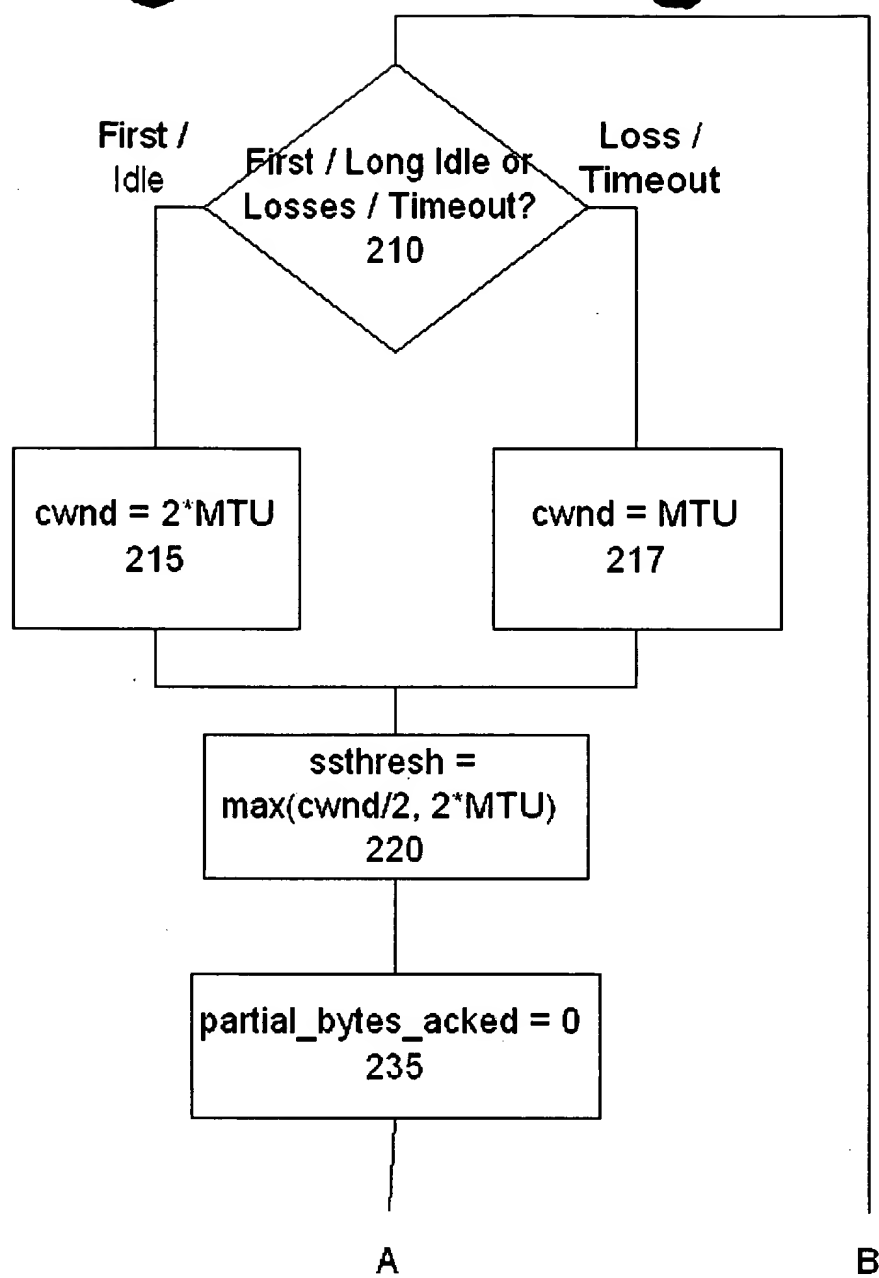 First /
Idle
First / Long Idle or
Losses / Timeout?
210
Loss /
Timeout
cwnd = 2*MTU
215
cwnd = MTU
217
ssthresh =
max(cwnd/2, 2*MTU)
220
partial_bytes_acked = 0
235
A
B